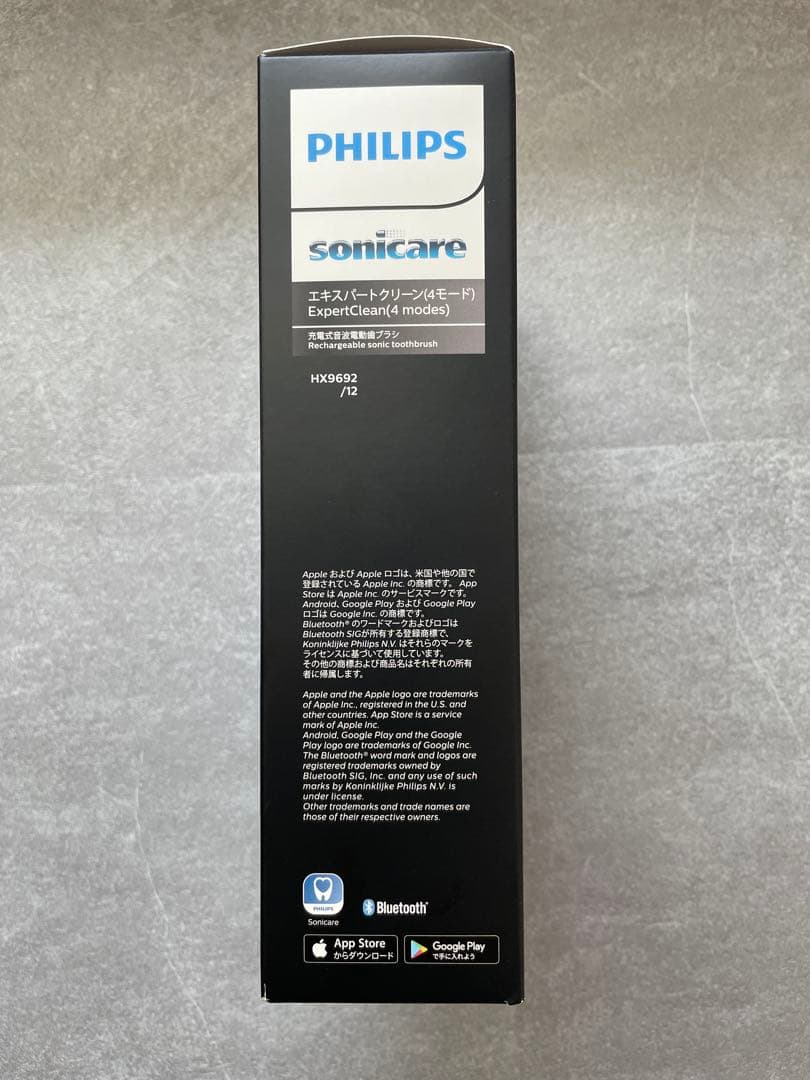 PHILIPS
sonicare
エキスパートクリーン(4モード)
ExpertClean(4 modes)
充電式音波電動歯ブラシ
Rechargeable sonic toothbrush
HX9692
/12
Apple および Apple ロゴは、米国や他の国で
登録されている Apple Inc. の商標です。 App
Store は Apple Inc. のサービスマークです。
Android、Google Play および Google Play
ロゴは Google Inc. の商標です。
Bluetooth® のワードマークおよびロゴは
Bluetooth SIGが所有する登録商標で、
Koninklijke Philips N.V. はそれらのマークを
ライセンスに基づいて使用しています。
その他の商標および商品名はそれぞれの所有
者に帰属します。
Apple and the Apple logo are trademarks
of Apple Inc., registered in the U.S. and
other countries. App Store is a service
mark of Apple Inc.
Android, Google Play and the Google
Play logo are trademarks of Google Inc.
The Bluetooth® word mark and logos are
registered trademarks owned by
Bluetooth SIG, Inc. and any use of such
marks by Koninklijke Philips N.V. is
under license.
Other trademarks and trade names are
those of their respective owners.
PHILIPS
Sonicare
Bluetooth®
App Store
からダウンロード
Google Play
で手に入れよう